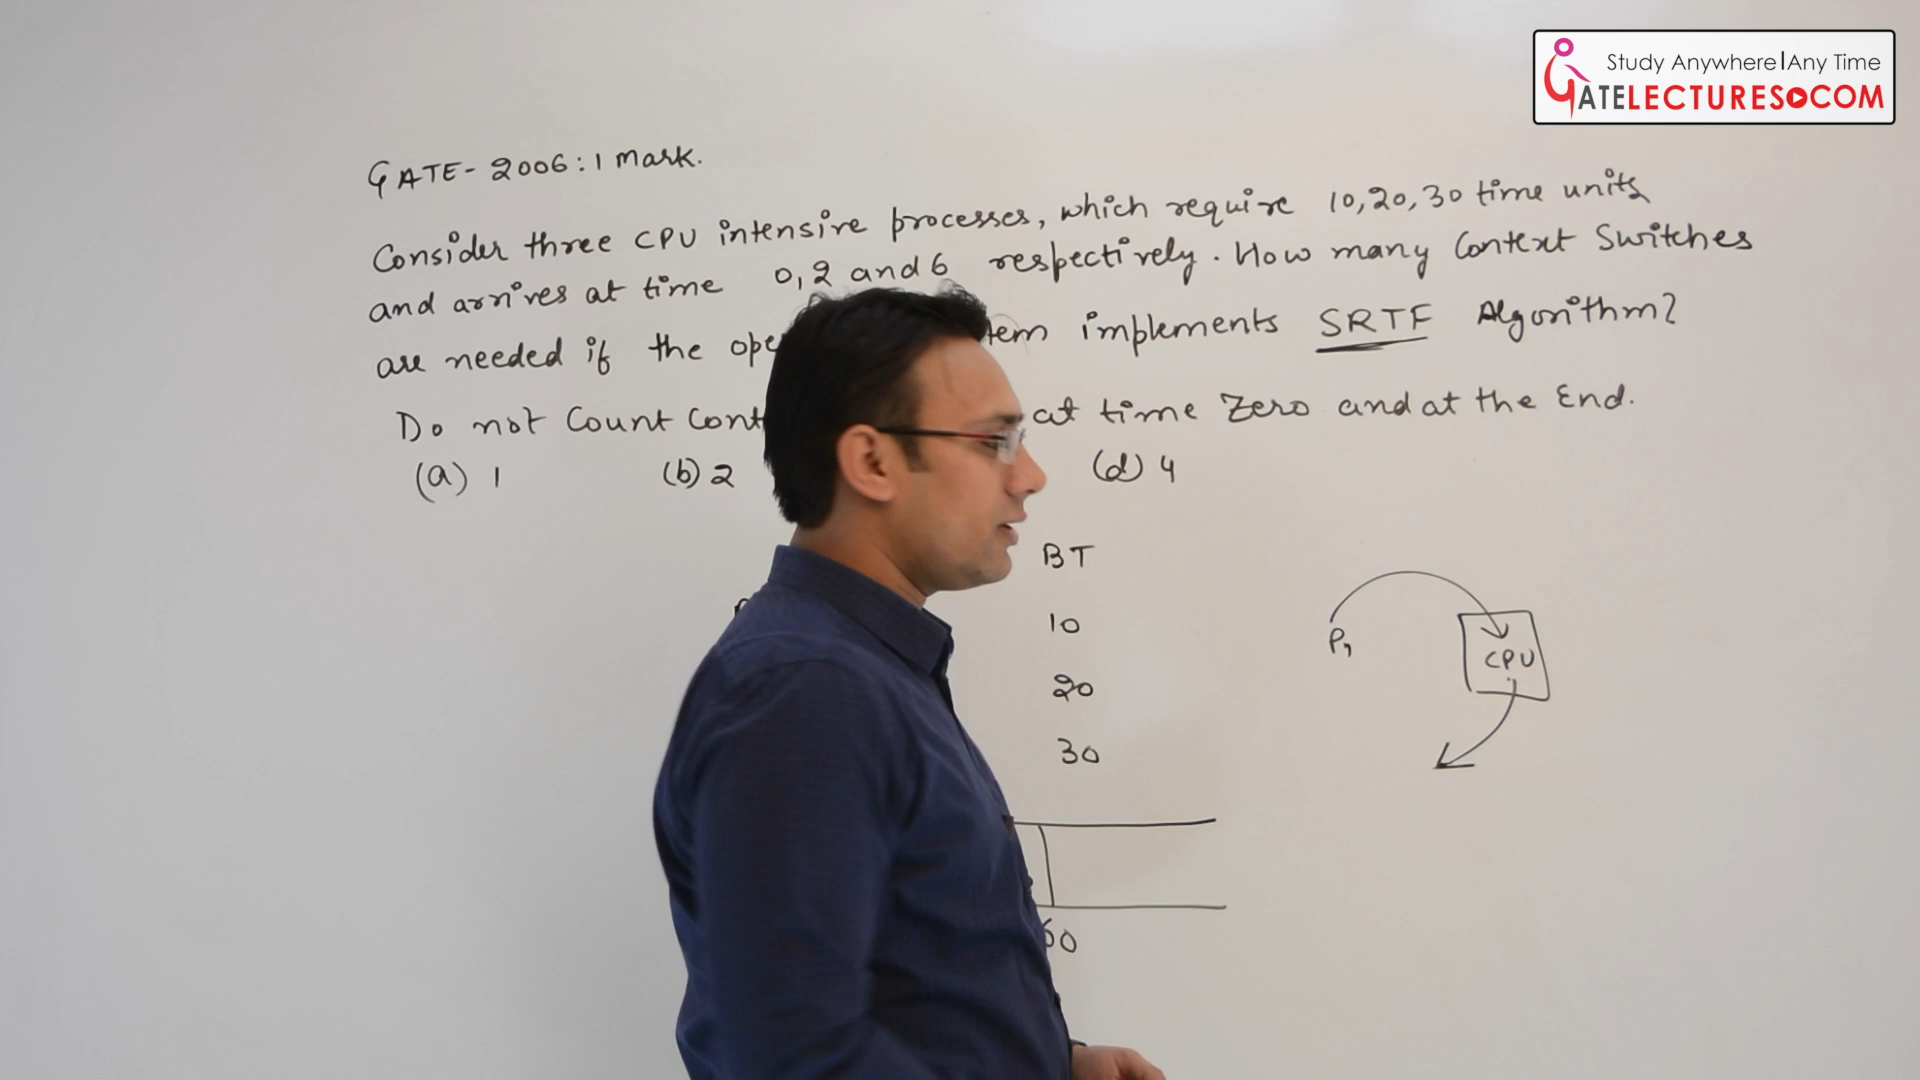 Study Anywhere|Any Time
GATELECTURES.COM
GATE-2006:1 mark.
Consider three CPU intensive processes, which require 10,20,30 time units
and arrives at time 0,2 and 6 respectively. How many Context Switches
are needed if the implements SRTF Algorithm?
Do not Count at time Zero and at the End.
(a) 1 (b) 2 (d) 4
BT
10
20
30
P1
CPU
60